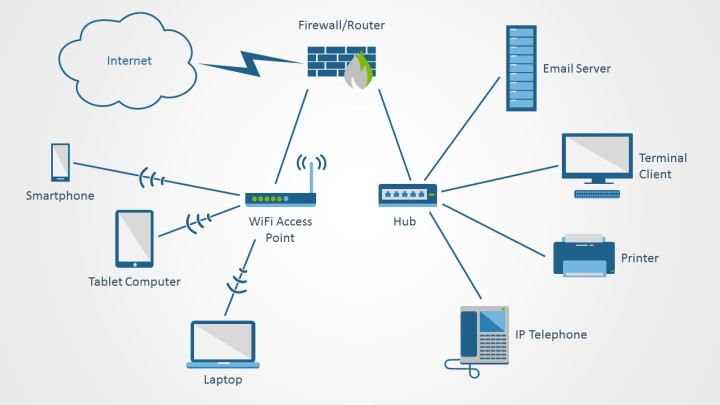 Firewall/Router
Internet
Email Server
Terminal
Client
Smartphone
WiFi Access
Point
Hub
Printer
Tablet Computer
IP Telephone
Laptop